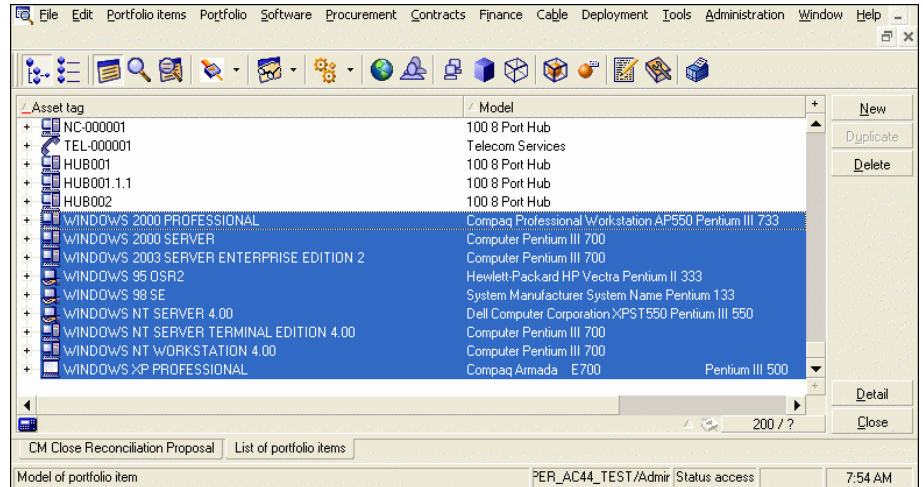 File Edit Portfolio items Portfolio Software Procurement Contracts Finance Cable Deployment Tools Administration Window Help
Asset tag Model
New
NC-000001 100 8 Port Hub
TEL-000001 Telecom Services
Duplicate
HUB001 100 8 Port Hub
Delete
HUB001.1.1 100 8 Port Hub
HUB002 100 8 Port Hub
WINDOWS 2000 PROFESSIONAL Compaq Professional Workstation AP550 Pentium III 733
WINDOWS 2000 SERVER Computer Pentium III 700
WINDOWS 2003 SERVER ENTERPRISE EDITION 2 Computer Pentium III 700
WINDOWS 95 OSR2 Hewlett-Packard HP Vectra Pentium II 333
WINDOWS 98 SE System Manufacturer System Name Pentium 133
WINDOWS NT SERVER 4.00 Dell Computer Corporation XPST550 Pentium III 550
WINDOWS NT SERVER TERMINAL EDITION 4.00 Computer Pentium III 700
WINDOWS NT WORKSTATION 4.00 Computer Pentium III 700
WINDOWS XP PROFESSIONAL Compaq Armada E700 Pentium III 500
Detail
200 / ? Close
CM Close Reconciliation Proposal List of portfolio items
Model of portfolio item PER_AC44_TEST/Admir Status access 7:54 AM